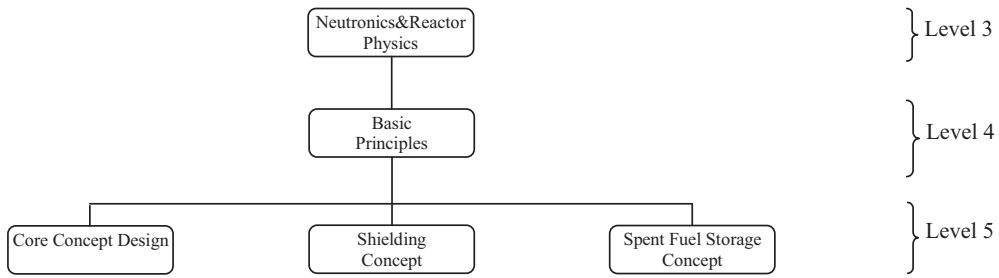 Neutronics&Reactor
Physics
Level 3
Basic
Principles
Level 4
Core Concept Design
Shielding
Concept
Spent Fuel Storage
Concept
Level 5